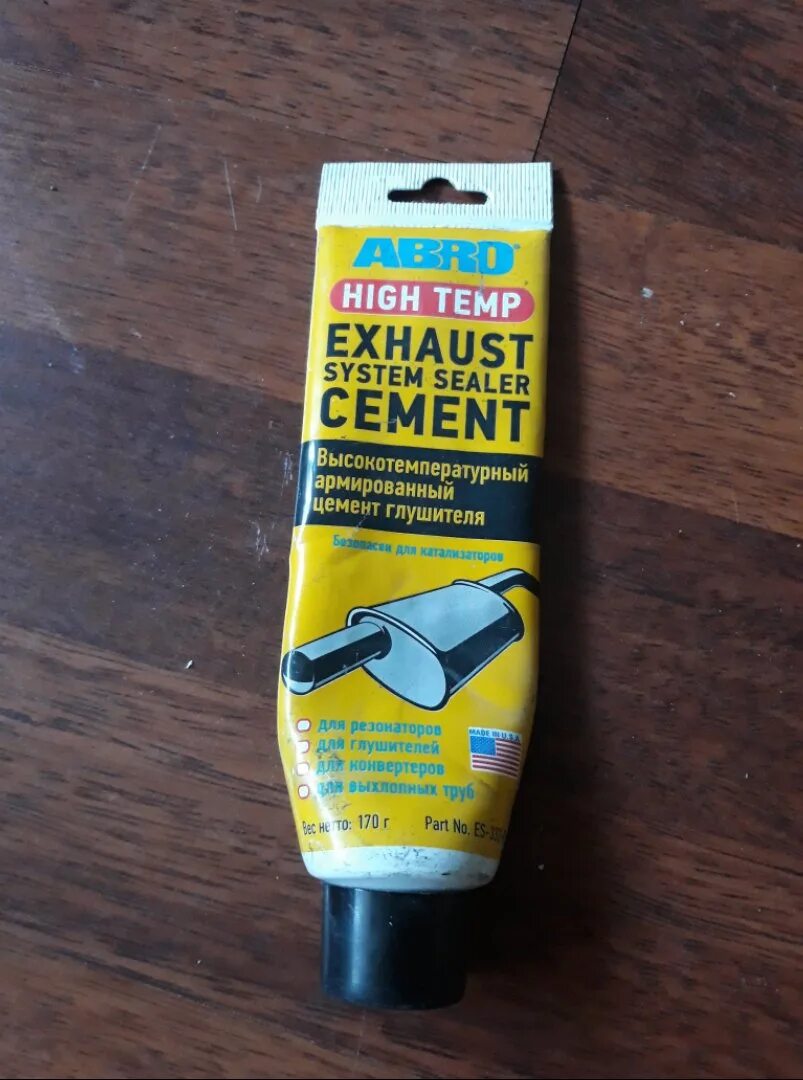 ABRO®
HIGH TEMP
EXHAUST
SYSTEM SEALER
CEMENT
Высокотемпературный
армированный
цемент глушителя
Безопасен для катализаторов
для резонаторов
для глушителей
для конвертеров
для выхлопных труб
MADE IN U.S.A
Вес нетто: 170 г Part No.